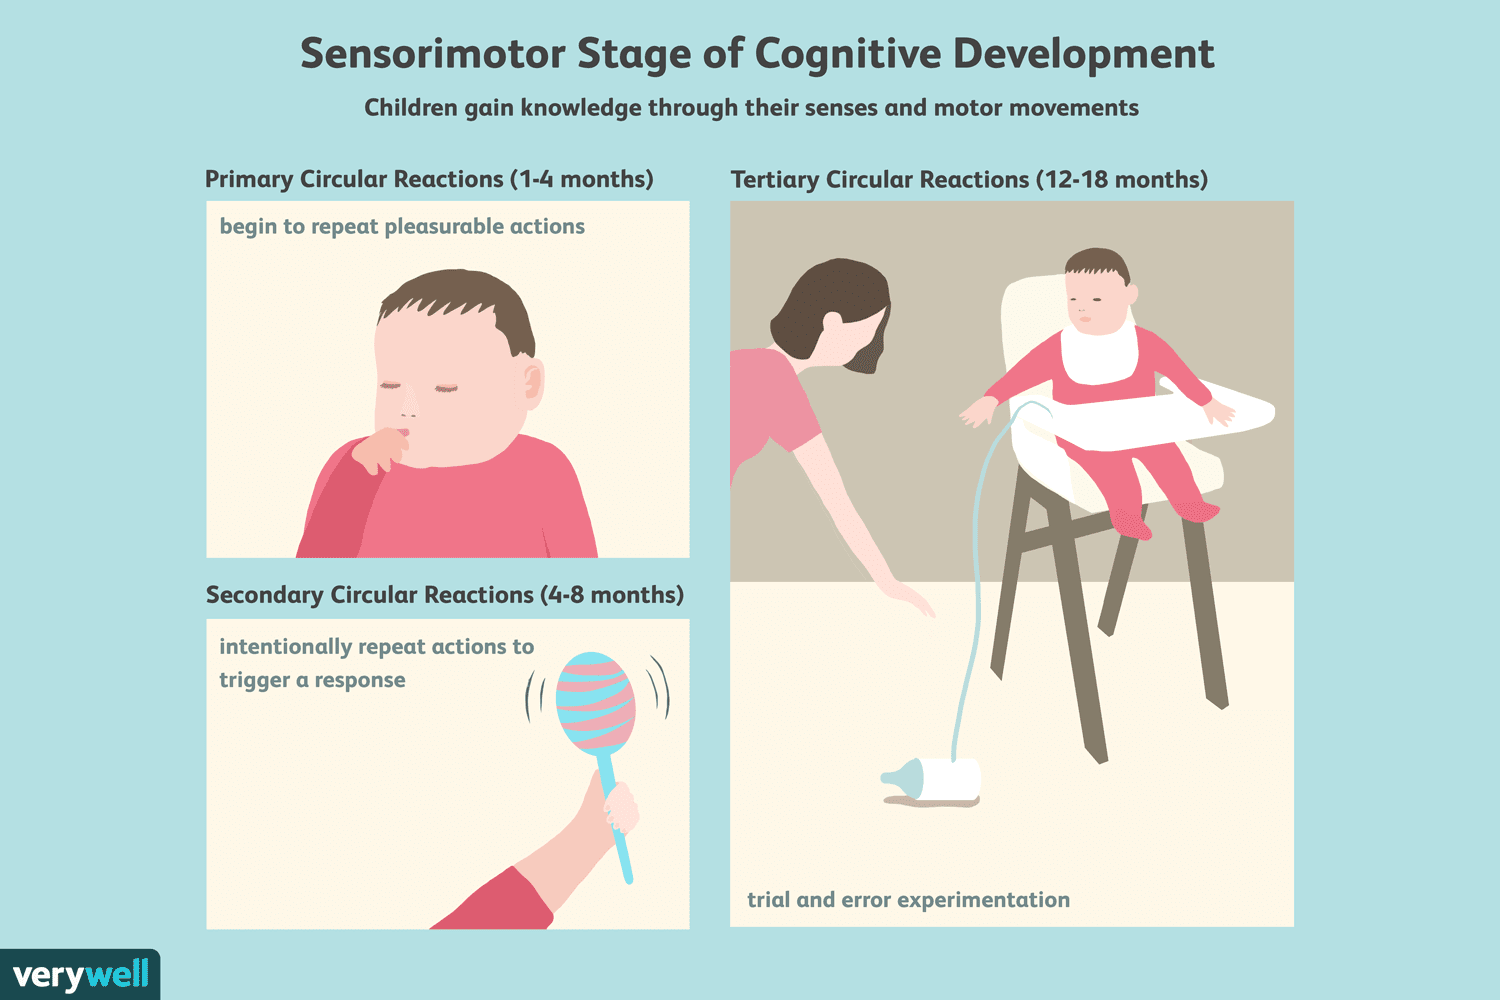 Sensorimotor Stage of Cognitive Development
Children gain knowledge through their senses and motor movements
Primary Circular Reactions (1-4 months)
begin to repeat pleasurable actions
Secondary Circular Reactions (4-8 months)
intentionally repeat actions to
trigger a response
Tertiary Circular Reactions (12-18 months)
trial and error experimentation
verywell